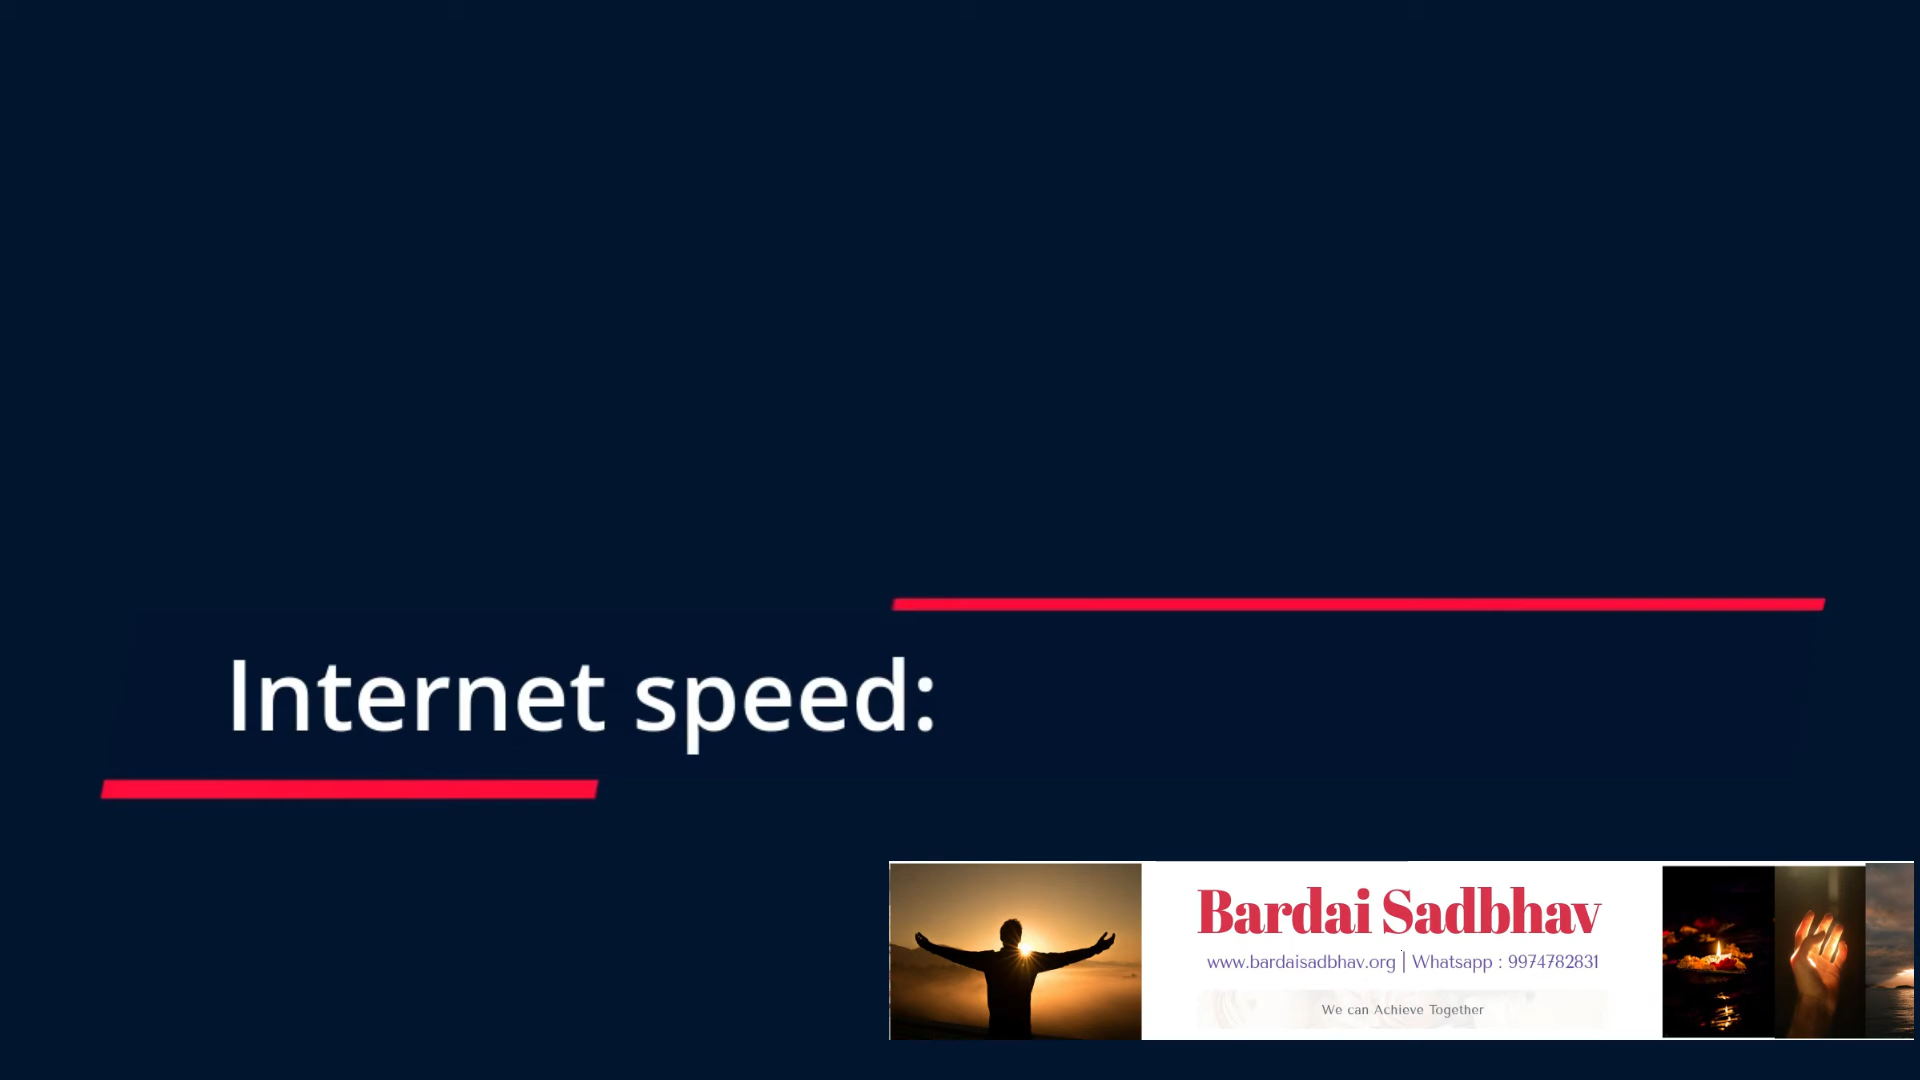 Internet speed:
Bardai Sadbhav
www.bardaisadbhav.org | Whatsapp : 9974782831
We can Achieve Together